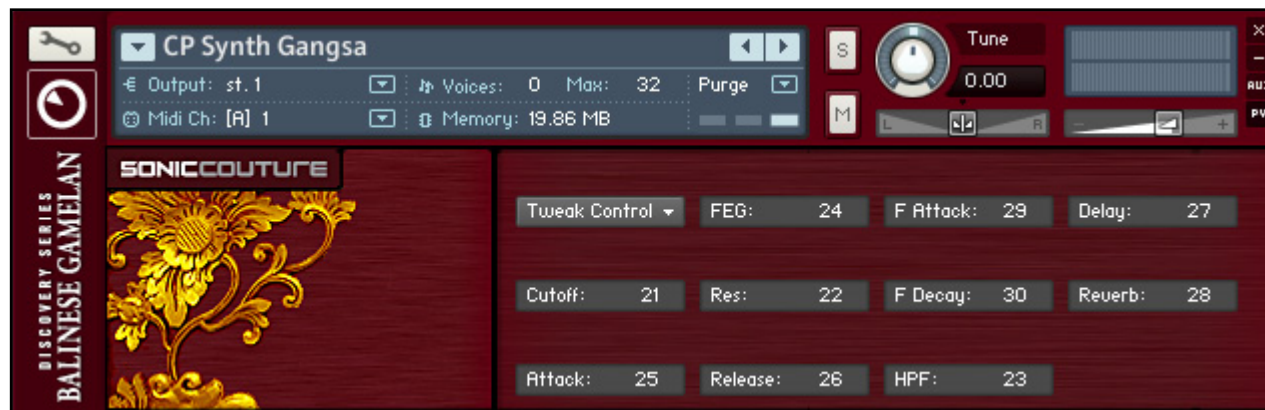 CP Synth Gangsa
Output: st. 1
Voices: 0 Max: 32
Purge
Midi Ch: [A] 1
Memory: 19.86 MB
S
M
Tune
0.00
L R
- +
X
-
AUX
PV
DISCOVERY SERIES
BALINESE GAMELAN
SONICCOUTURE
Tweak Control FEG: 24 F Attack: 29 Delay: 27
Cutoff: 21 Res: 22 F Decay: 30 Reverb: 28
Attack: 25 Release: 26 HPF: 23